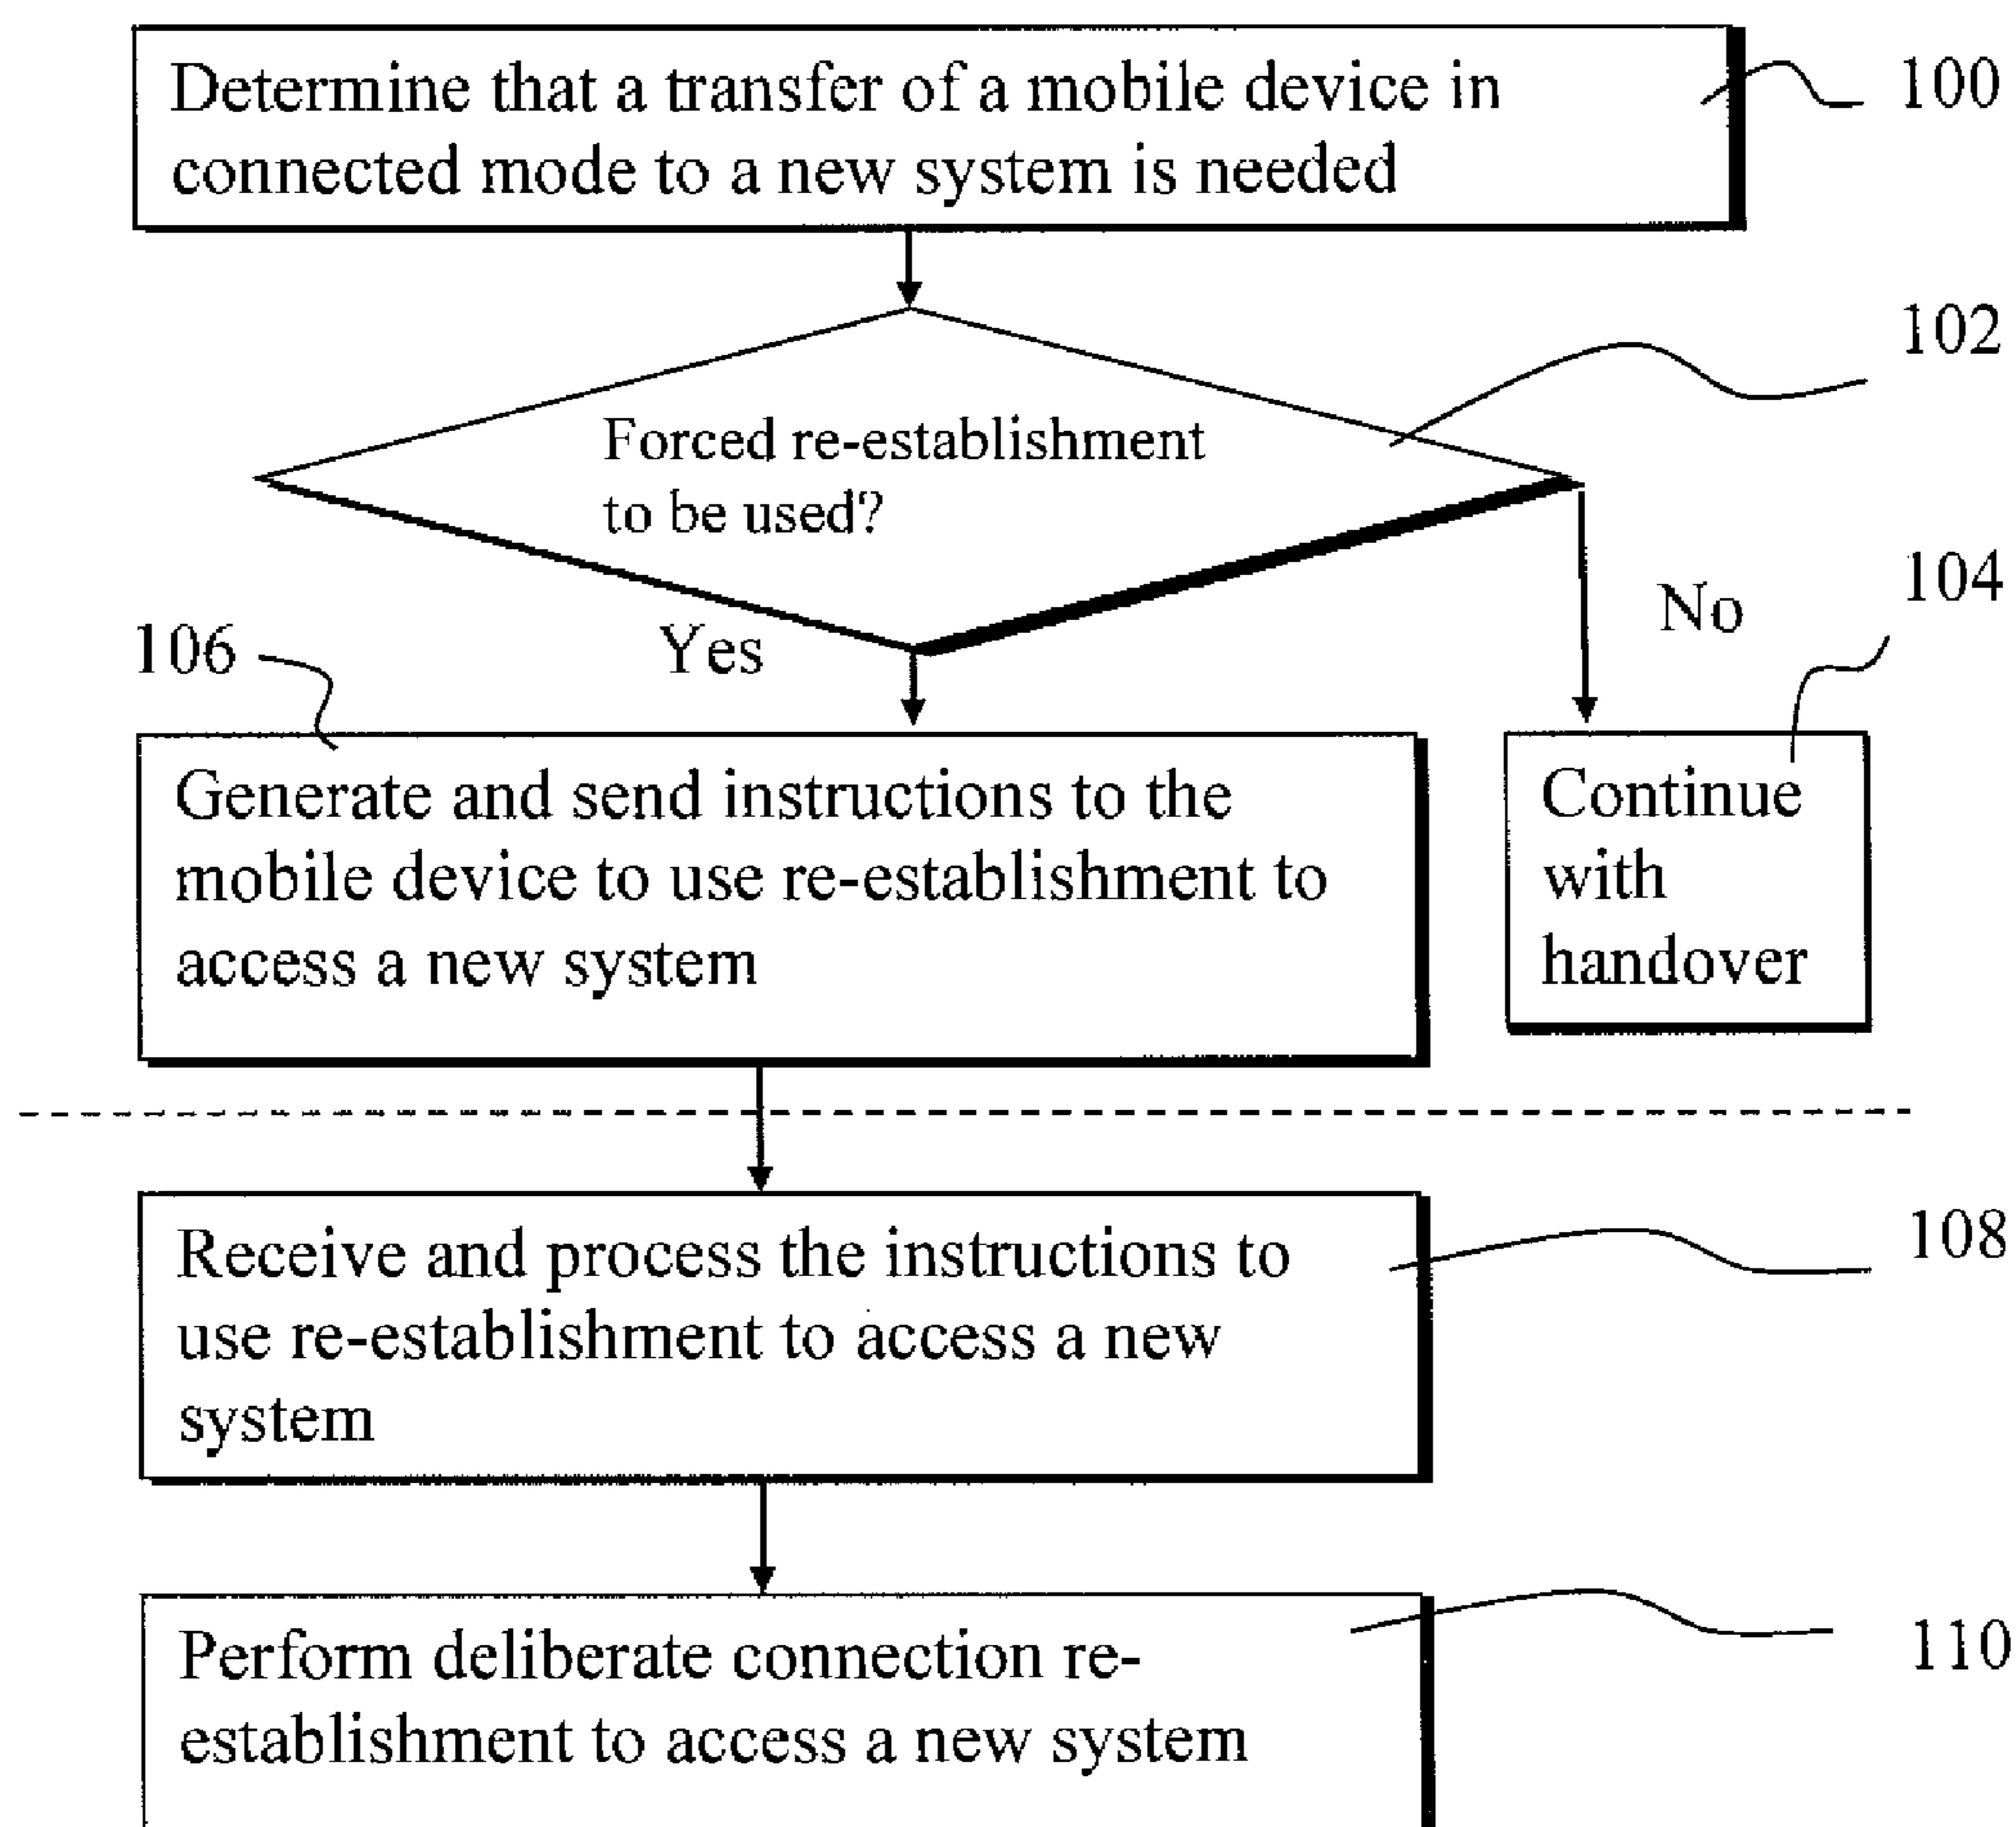 Determine that a transfer of a mobile device in
connected mode to a new system is needed
100
102
Forced re-establishment
to be used?
104
No
106
Yes
Generate and send instructions to the
mobile device to use re-establishment to
access a new system
Continue
with
handover
108
Receive and process the instructions to
use re-establishment to access a new
system
110
Perform deliberate connection re-
establishment to access a new system